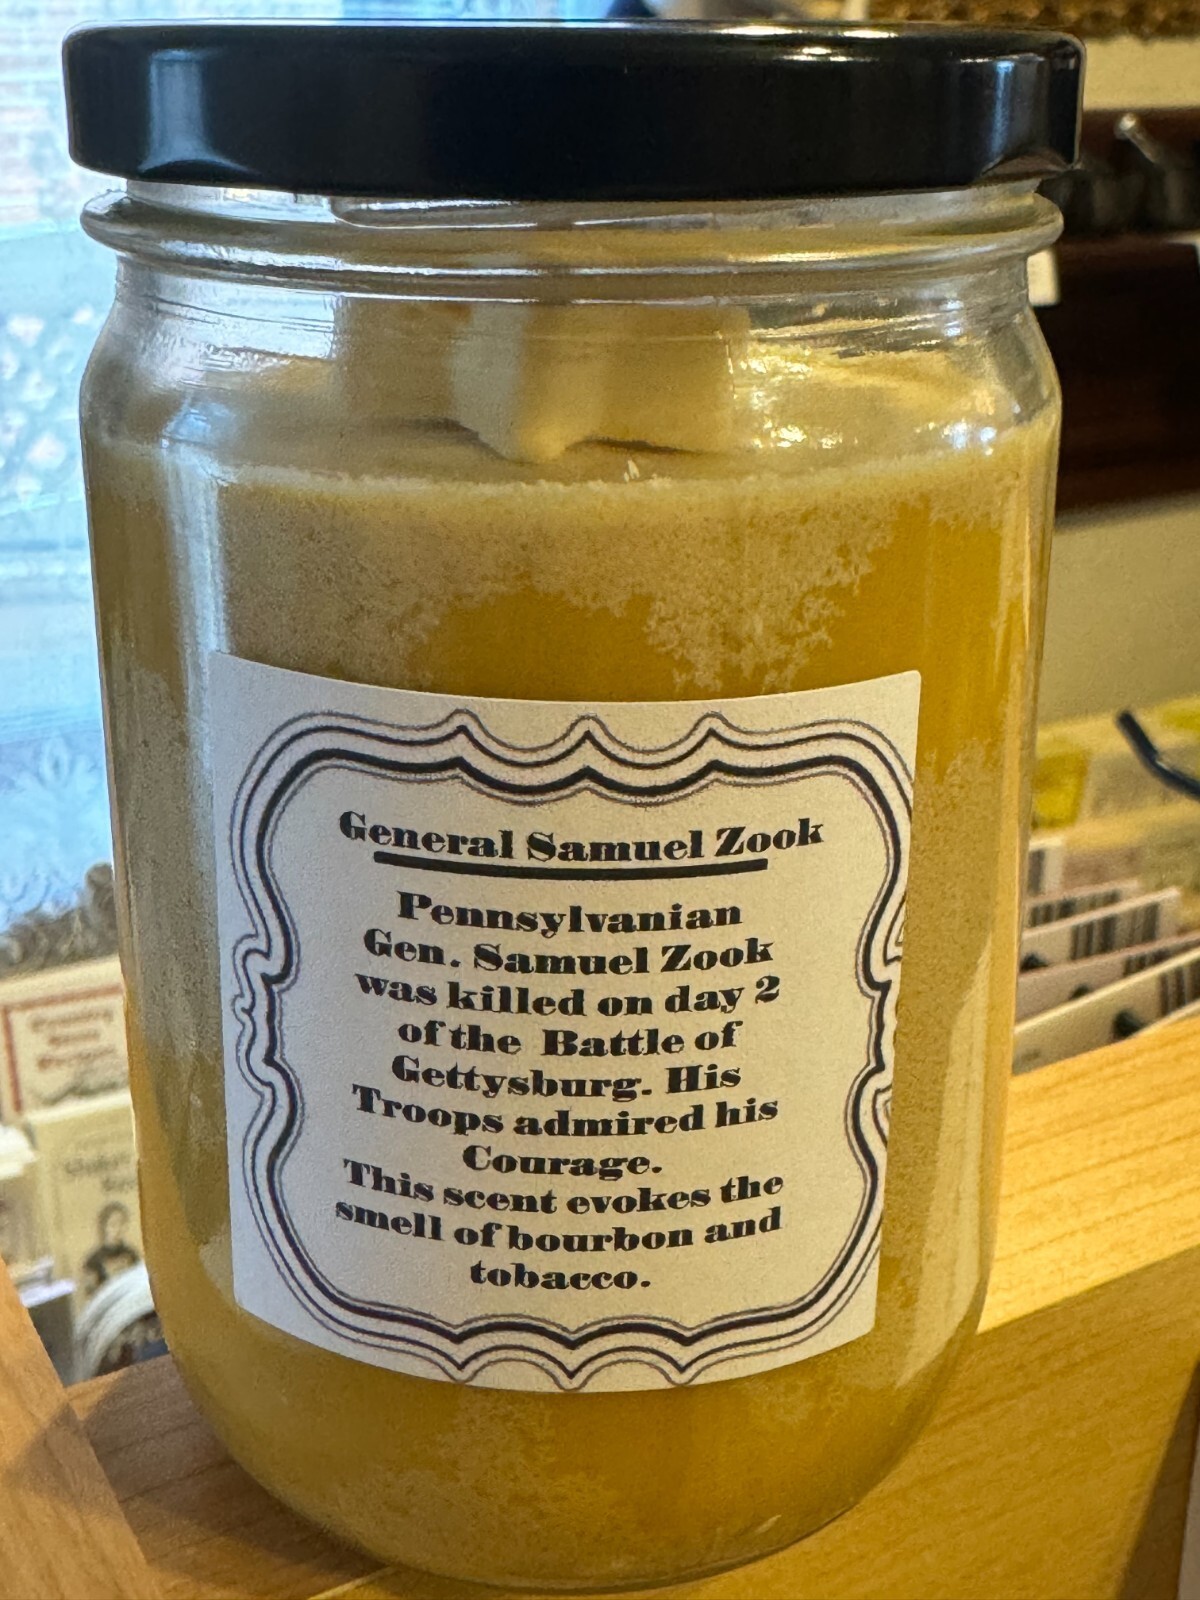 General Samuel Zook
Pennsylvanian
Gen. Samuel Zook
was killed on day 2
of the Battle of
Gettysburg. His
Troops admired his
Courage.
This scent evokes the
smell of bourbon and
tobacco.